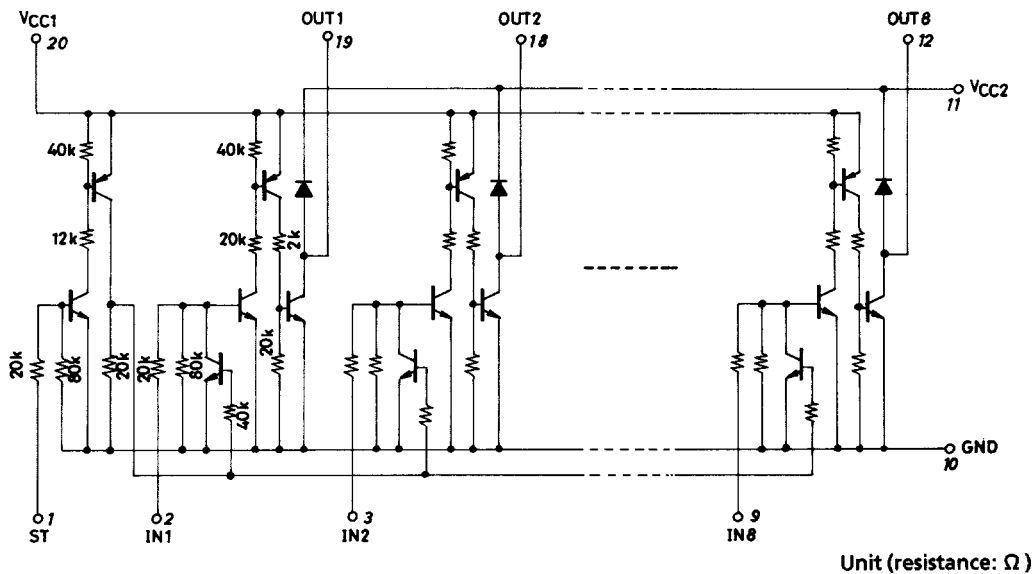 VCC1 OUT1 OUT2 OUT8
20 19 18 12
VCC2
11
40k 40k
12k 20k 2k
20k 80k 20k 20k 80k 20k
40k
GND
10
1 2 3 9
ST IN1 IN2 IN8
Unit (resistance: Ω)